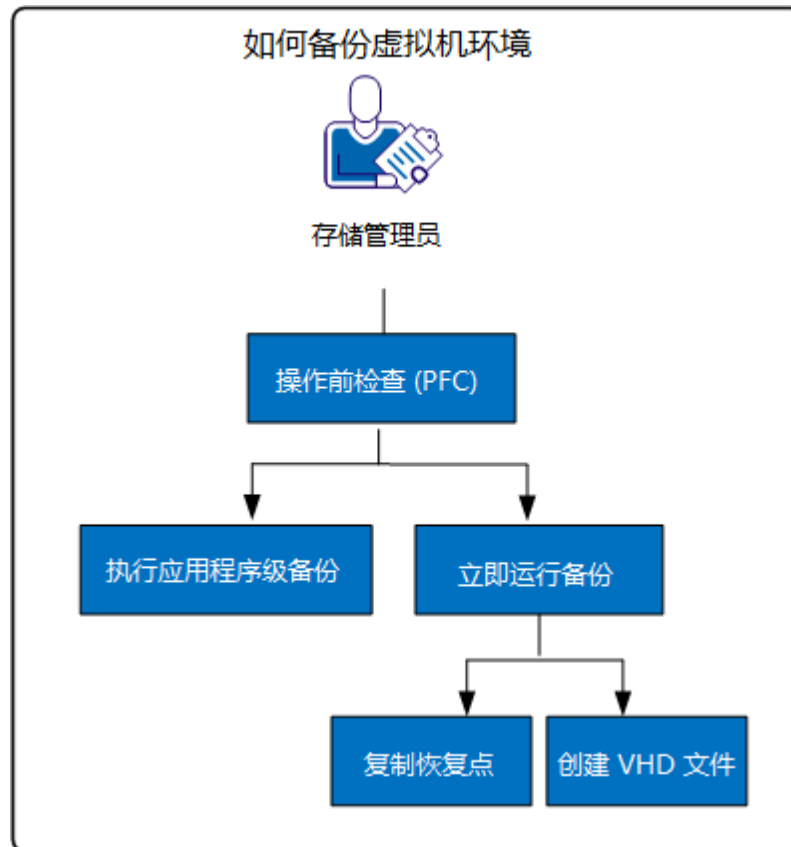 如何备份虚拟机环境
存储管理员
操作前检查 (PFC)
执行应用程序级备份
立即运行备份
复制恢复点
创建 VHD 文件